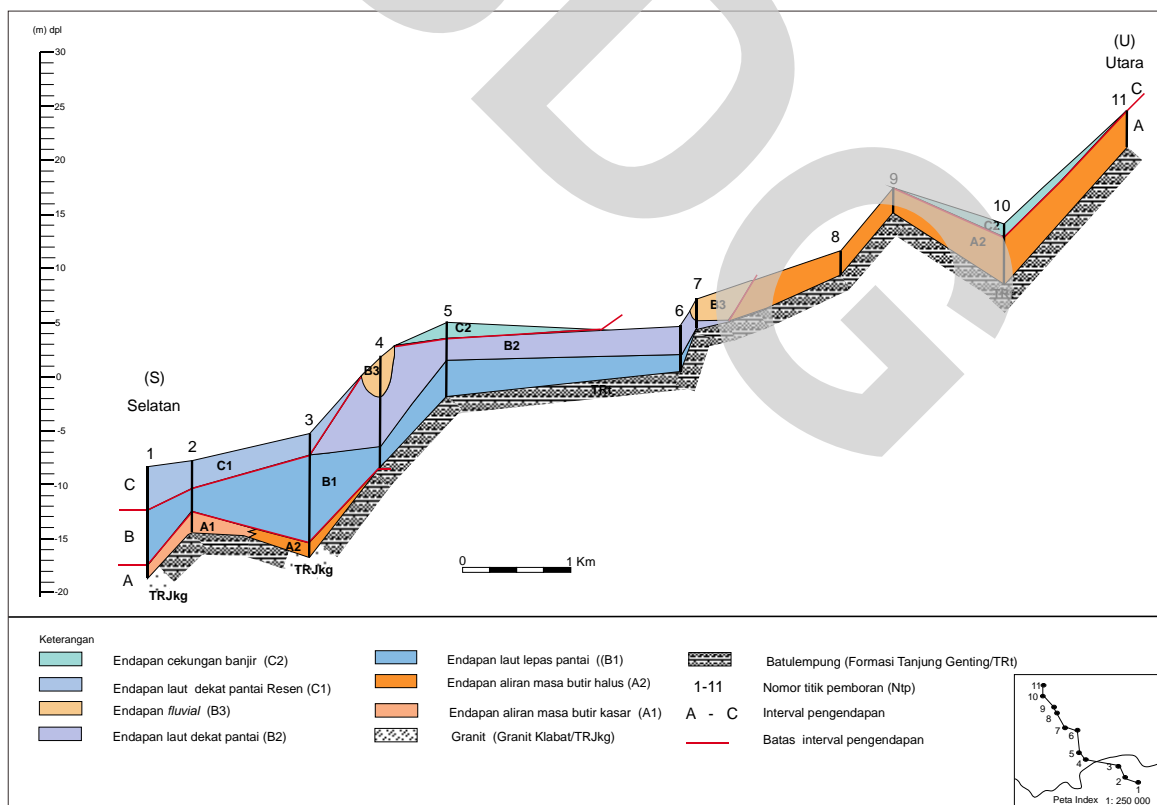 (m) dpl
30
25
20
15
10
5
0
-5
-10
-15
-20
(S)
Selatan
(U)
Utara
1
2
3
4
5
6
7
8
9
10
11
C
B
A
C
A
C1
B1
A1
A2
B3
C2
B2
B3
C2
A2
TRt
TRt
TRJkg
TRJkg
0 1 Km
Keterangan
Endapan cekungan banjir (C2)
Endapan laut dekat pantai Resen (C1)
Endapan fluvial (B3)
Endapan laut dekat pantai (B2)
Endapan laut lepas pantai ((B1)
Endapan aliran masa butir halus (A2)
Endapan aliran masa butir kasar (A1)
Granit (Granit Klabat/TRJkg)
Batulempung (Formasi Tanjung Genting/TRt)
1-11 Nomor titik pemboran (Ntp)
A - C Interval pengendapan
Batas interval pengendapan
11
10
9
8
7
6
5
4
3
2
1
Peta Index 1: 250 000